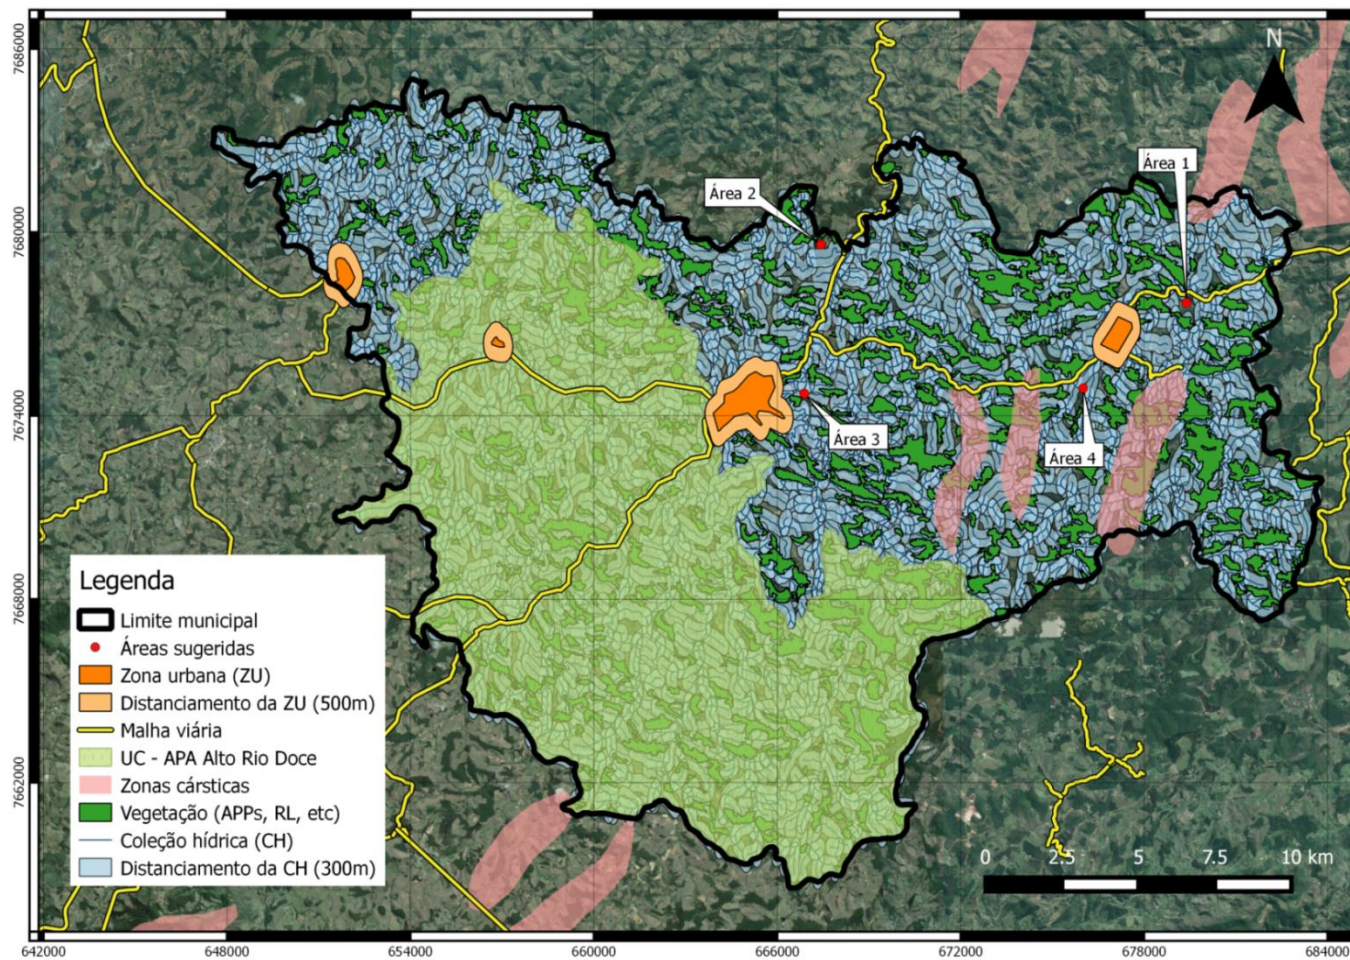 7686000
7680000
7674000
7668000
7662000
N
Área 1
Área 2
Área 3
Área 4
Legenda
Limite municipal
Áreas sugeridas
Zona urbana (ZU)
Distanciamento da ZU (500m)
Malha viária
UC - APA Alto Rio Doce
Zonas cársticas
Vegetação (APPs, RL, etc)
Coleção hídrica (CH)
Distanciamento da CH (300m)
0 2.5 5 7.5 10 km
642000 648000 654000 660000 666000 672000 678000 684000